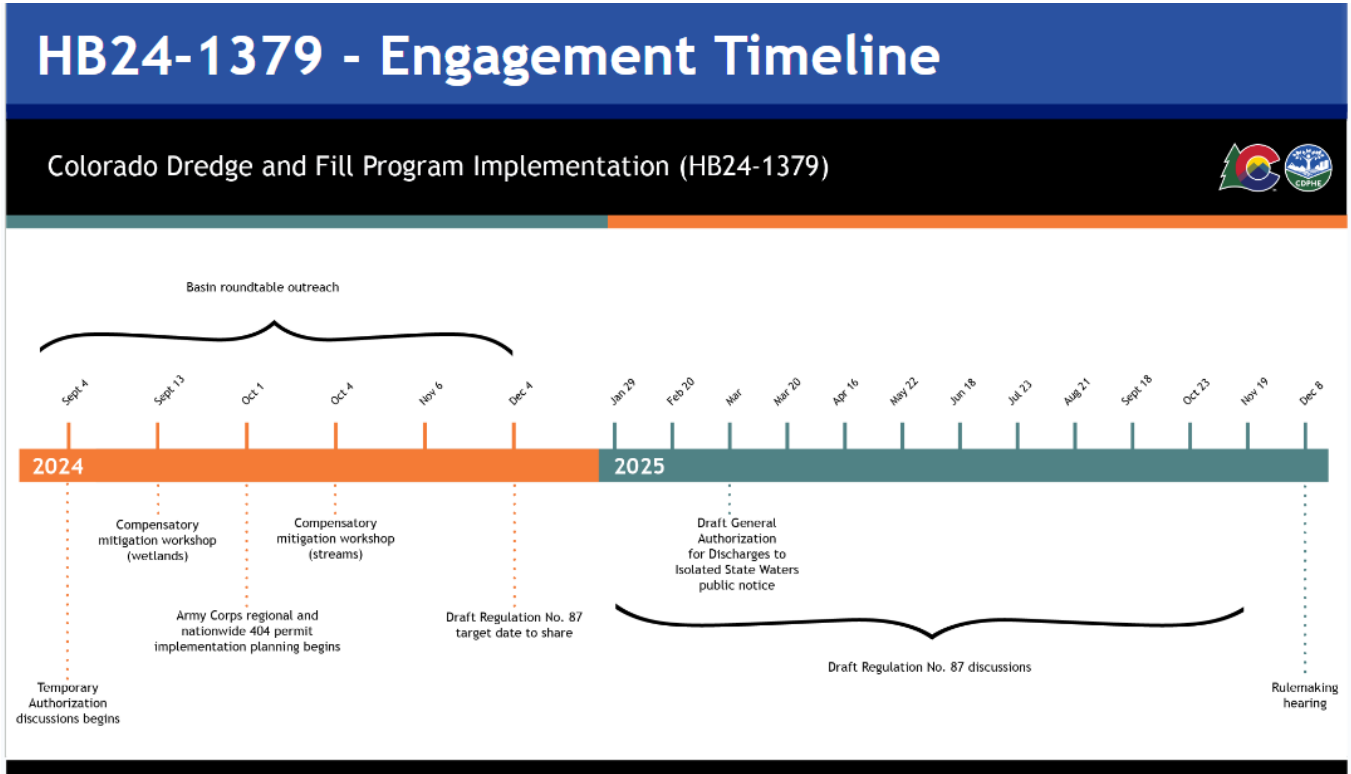 HB24-1379 - Engagement Timeline
Colorado Dredge and Fill Program Implementation (HB24-1379)
CDPHE
Basin roundtable outreach
Sept 4
Sept 13
Oct 1
Oct 4
Nov 6
Dec 4
Jan 29
Feb 20
Mar
Mar 20
Apr 16
May 22
Jun 18
Jul 23
Aug 21
Sept 18
Oct 23
Nov 19
Dec 8
2024
2025
Compensatory
mitigation workshop
(wetlands)
Compensatory
mitigation workshop
(streams)
Draft General
Authorization
for Discharges to
Isolated State Waters
public notice
Army Corps regional and
nationwide 404 permit
implementation planning begins
Draft Regulation No. 87
target date to share
Draft Regulation No. 87 discussions
Temporary
Authorization
discussions begins
Rulemaking
hearing